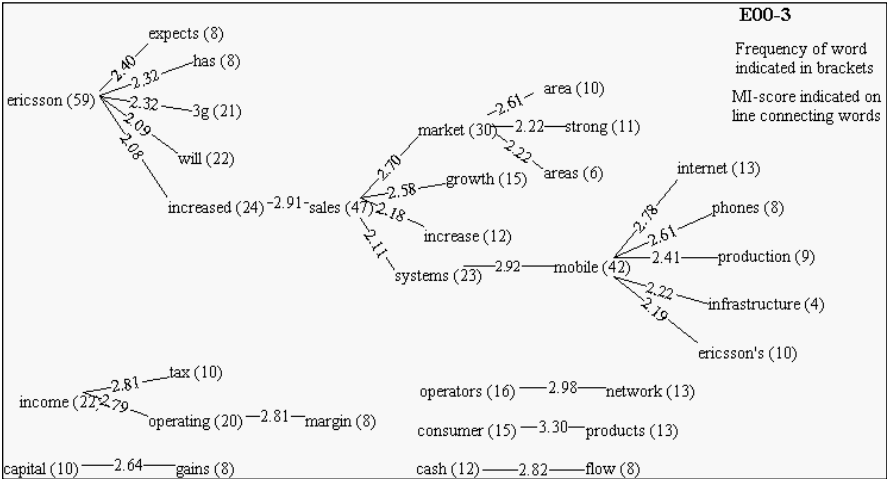 E00-3
Frequency of word
indicated in brackets
MI-score indicated on
line connecting words
expects (8)
2.40
has (8)
2.32
ericsson (59)
2.32
3g (21)
2.09
will (22)
2.08
increased (24)
2.91
sales (47)
2.70
market (30)
2.61
area (10)
2.22
strong (11)
2.22
areas (6)
2.58
growth (15)
2.18
increase (12)
2.11
systems (23)
2.92
mobile (42)
2.78
internet (13)
2.61
phones (8)
2.41
production (9)
2.22
infrastructure (4)
2.19
ericsson's (10)
income (22)
2.81
tax (10)
2.79
operating (20)
2.81
margin (8)
capital (10)
2.64
gains (8)
operators (16)
2.98
network (13)
consumer (15)
3.30
products (13)
cash (12)
2.82
flow (8)